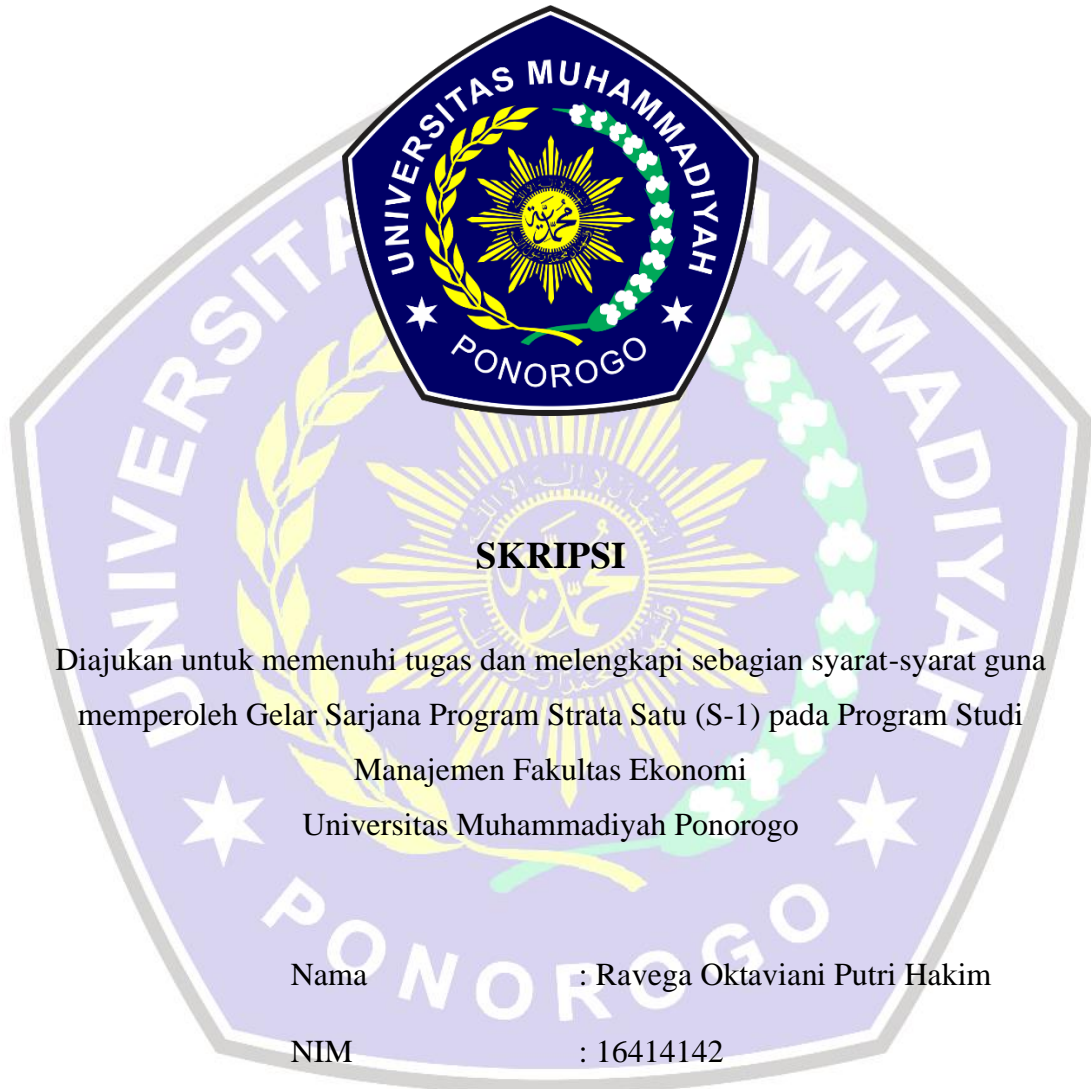 UNIVERSITAS MUHAMMADIYAH
PONOROGO
SKRIPSI
Diajukan untuk memenuhi tugas dan melengkapi sebagian syarat-syarat guna
memperoleh Gelar Sarjana Program Strata Satu (S-1) pada Program Studi
Manajemen Fakultas Ekonomi
Universitas Muhammadiyah Ponorogo
Nama : Ravega Oktaviani Putri Hakim
NIM : 16414142